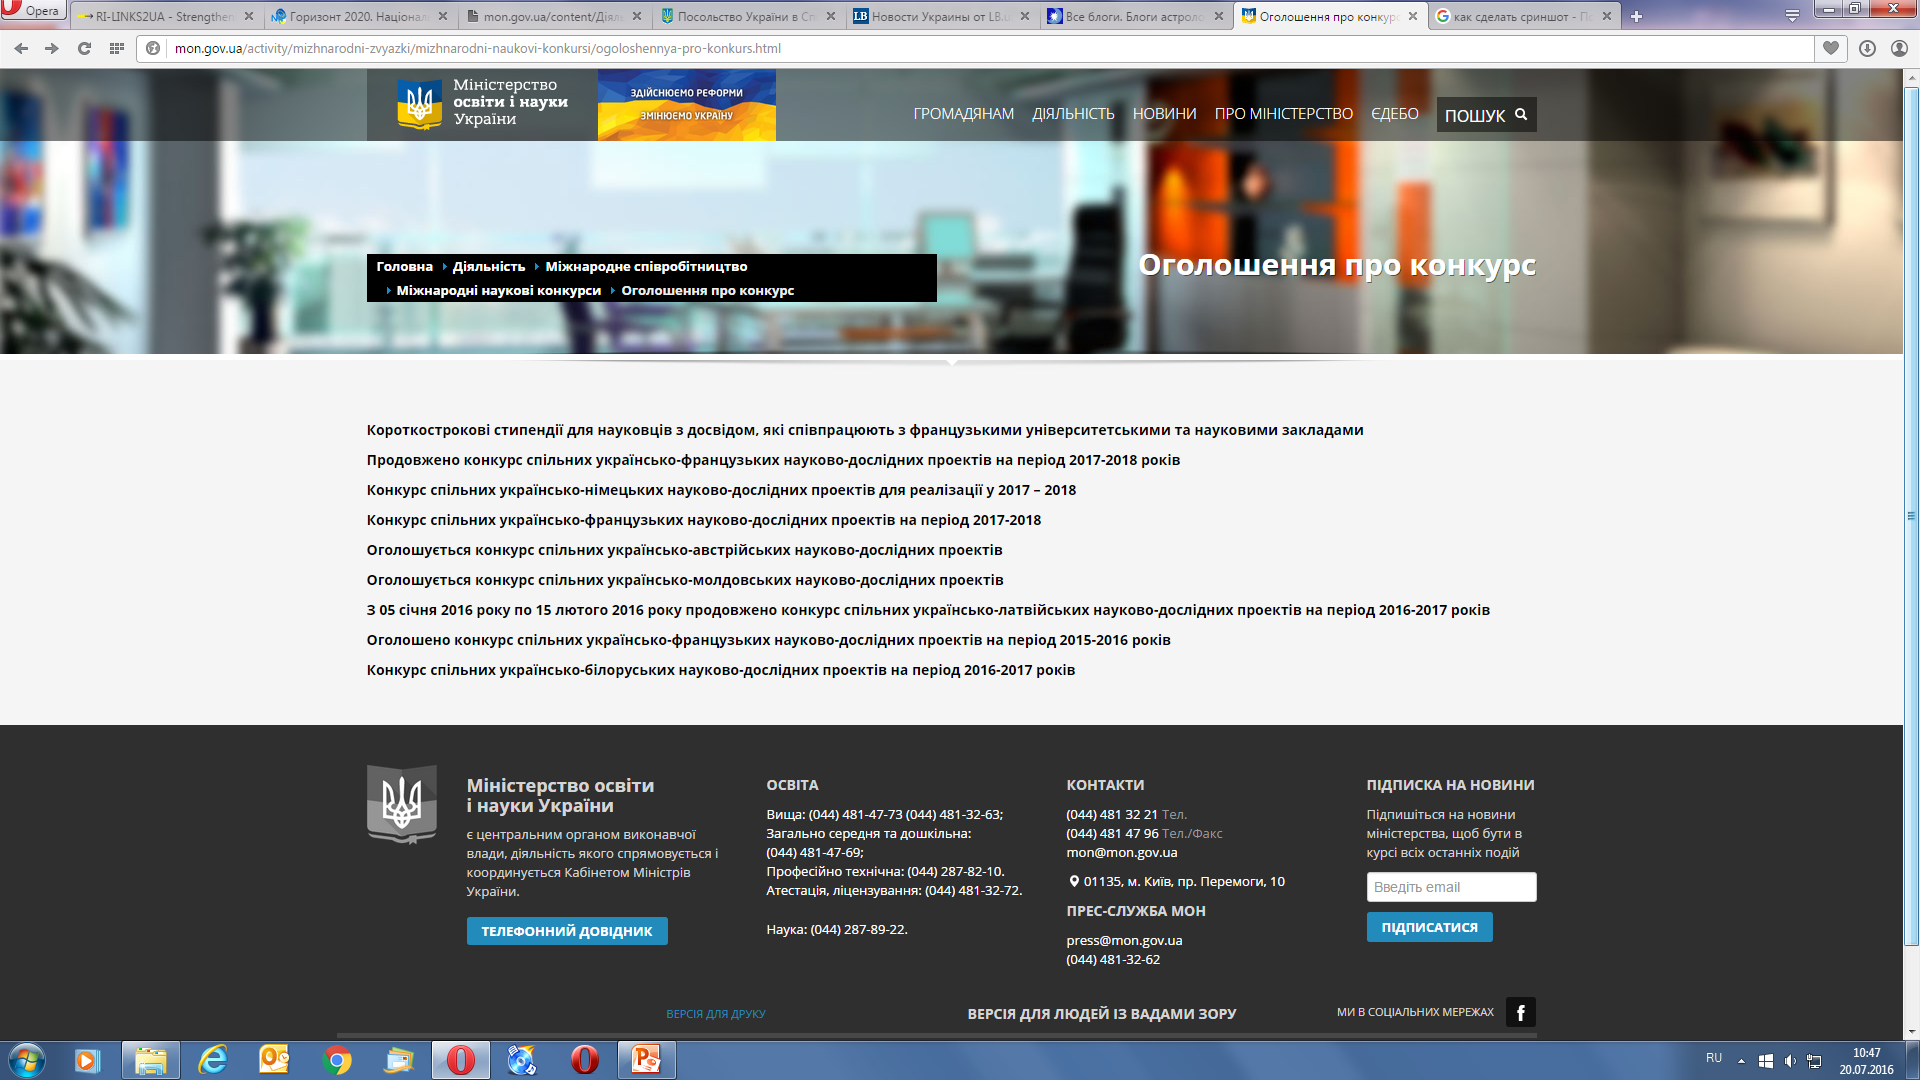 Opera
RI-LINKS2UA - Strengthen
Горизонт 2020. Націонал
mon.gov.ua/content/Діял
Посольство України в Сп
Новости Украины от LB.u
Все блоги. Блоги астрол
Оголошення про конкурс
как сделать сриншот - П
mon.gov.ua/activity/mizhnarodni-zvyazki/mizhnarodni-naukovi-konkursi/ogoloshennya-pro-konkurs.html
Міністерство
освіти і науки
України
ЗДІЙСНЮЄМО РЕФОРМИ
ЗМІНЮЄМО УКРАЇНУ
ГРОМАДЯНАМ ДІЯЛЬНІСТЬ НОВИНИ ПРО МІНІСТЕРСТВО ЄДЕБО ПОШУК
Головна Діяльність Міжнародне співробітництво
Міжнародні наукові конкурси Оголошення про конкурс
Оголошення про конкурс
Короткострокові стипендії для науковців з досвідом, які співпрацюють з французькими університетськими та науковими закладами
Продовжено конкурс спільних українсько-французьких науково-дослідних проектів на період 2017-2018 років
Конкурс спільних українсько-німецьких науково-дослідних проектів для реалізації у 2017 – 2018
Конкурс спільних українсько-французьких науково-дослідних проектів на період 2017-2018
Оголошується конкурс спільних українсько-австрійських науково-дослідних проектів
Оголошується конкурс спільних українсько-молдовських науково-дослідних проектів
З 05 січня 2016 року по 15 лютого 2016 року продовжено конкурс спільних українсько-латвійських науково-дослідних проектів на період 2016-2017 років
Оголошено конкурс спільних українсько-французьких науково-дослідних проектів на період 2015-2016 років
Конкурс спільних українсько-білоруських науково-дослідних проектів на період 2016-2017 років
Міністерство освіти
і науки України
є центральним органом виконавчої
влади, діяльність якого спрямовується і
координується Кабінетом Міністрів
України.
ТЕЛЕФОННИЙ ДОВІДНИК
ОСВІТА
Вища: (044) 481-47-73 (044) 481-32-63;
Загально середня та дошкільна:
(044) 481-47-69;
Професійно технічна: (044) 287-82-10.
Атестація, ліцензування: (044) 481-32-72.
Наука: (044) 287-89-22.
КОНТАКТИ
(044) 481 32 21 Тел.
(044) 481 47 96 Тел./Факс
mon@mon.gov.ua
01135, м. Київ, пр. Перемоги, 10
ПРЕС-СЛУЖБА МОН
press@mon.gov.ua
(044) 481-32-62
ПІДПИСКА НА НОВИНИ
Підпишіться на новини
міністерства, щоб бути в
курсі всіх останніх подій
Введіть email
ПІДПИСАТИСЯ
ВЕРСІЯ ДЛЯ ДРУКУ
ВЕРСІЯ ДЛЯ ЛЮДЕЙ ІЗ ВАДАМИ ЗОРУ
МИ В СОЦІАЛЬНИХ МЕРЕЖАХ
RU
10:47
20.07.2016